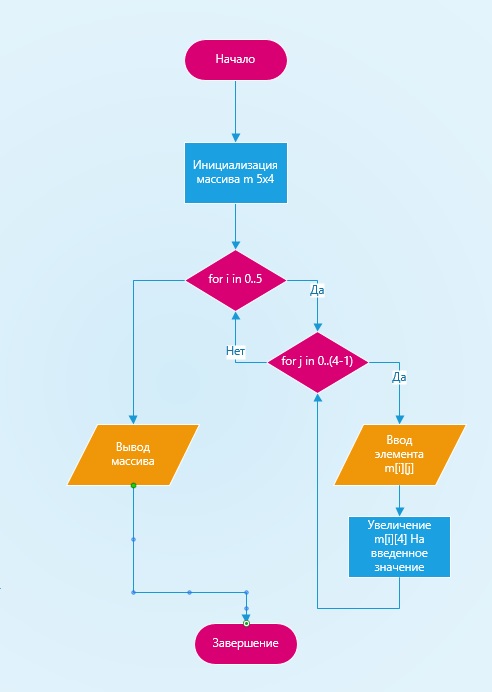 Начало
Инициализация
массива m 5x4
for i in 0..5
Да
Нет
for j in 0..(4-1)
Да
Вывод
массива
Ввод
элемента
m[i][j]
Увеличение
m[i][4] На
введенное
значение
Завершение